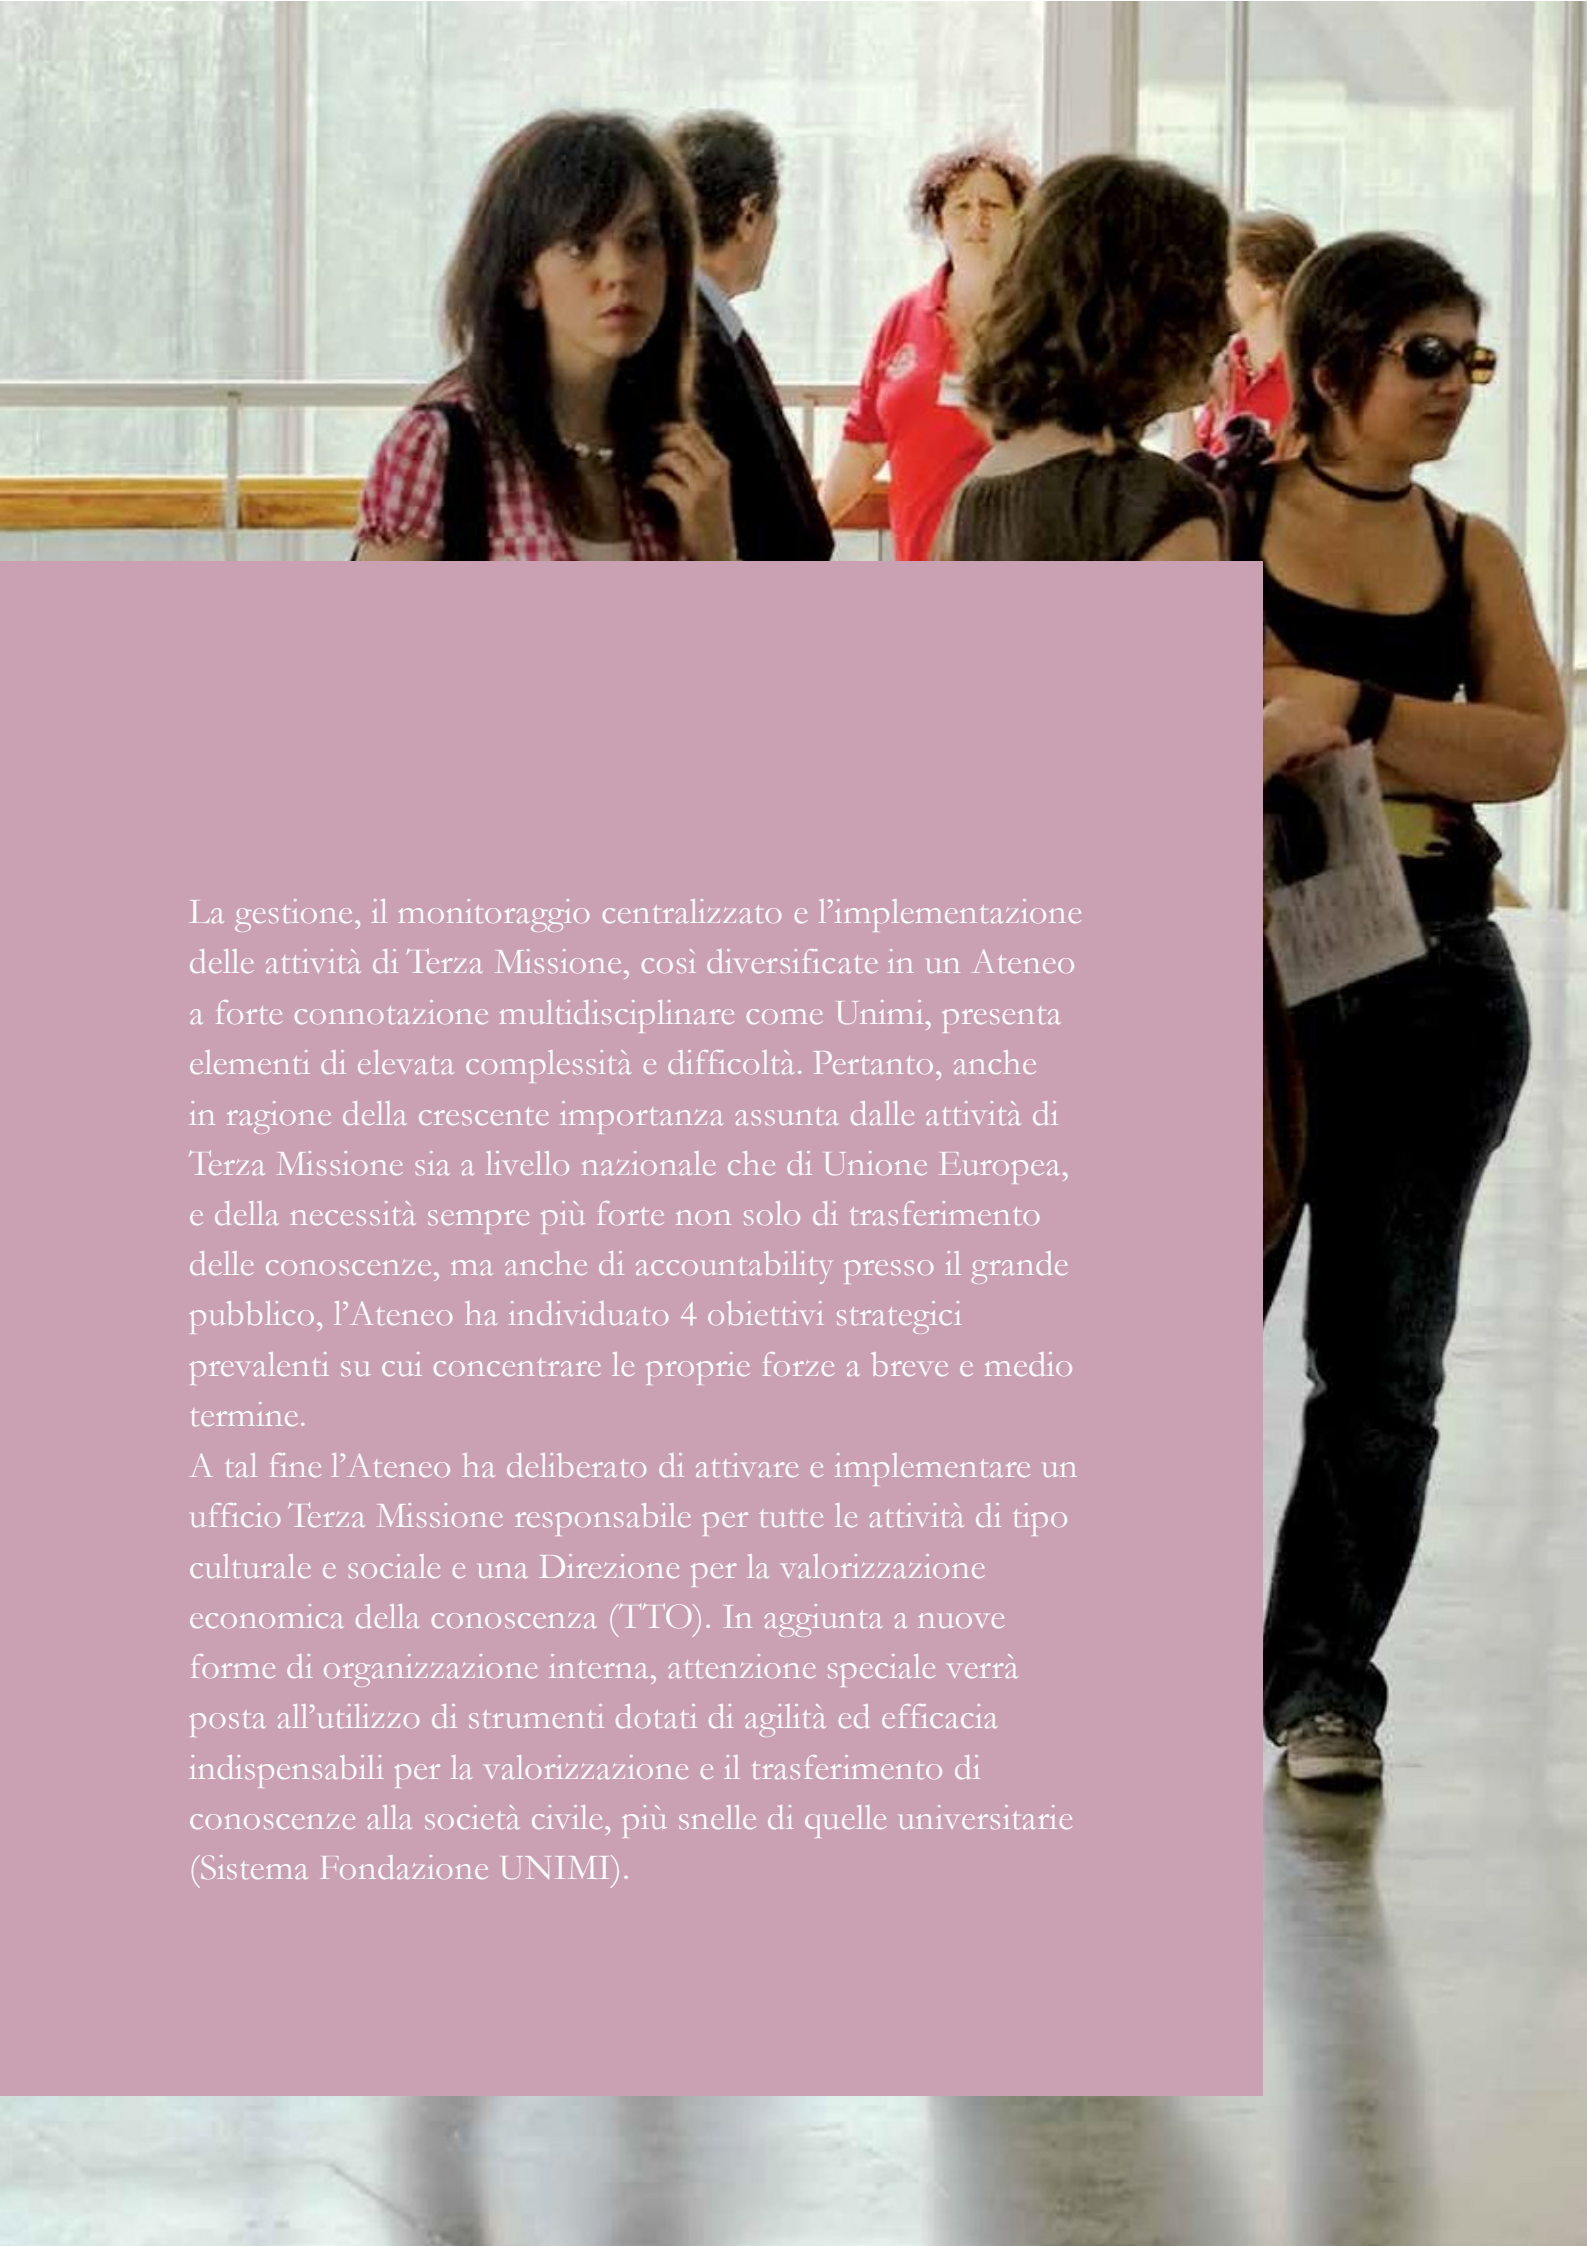 La gestione, il monitoraggio centralizzato e l’implementazione
delle attività di Terza Missione, così diversificate in un Ateneo
a forte connotazione multidisciplinare come Unimi, presenta
elementi di elevata complessità e difficoltà. Pertanto, anche
in ragione della crescente importanza assunta dalle attività di
Terza Missione sia a livello nazionale che di Unione Europea,
e della necessità sempre più forte non solo di trasferimento
delle conoscenze, ma anche di accountability presso il grande
pubblico, l’Ateneo ha individuato 4 obiettivi strategici
prevalenti su cui concentrare le proprie forze a breve e medio
termine.
A tal fine l’Ateneo ha deliberato di attivare e implementare un
ufficio Terza Missione responsabile per tutte le attività di tipo
culturale e sociale e una Direzione per la valorizzazione
economica della conoscenza (TTO). In aggiunta a nuove
forme di organizzazione interna, attenzione speciale verrà
posta all’utilizzo di strumenti dotati di agilità ed efficacia
indispensabili per la valorizzazione e il trasferimento di
conoscenze alla società civile, più snelle di quelle universitarie
(Sistema Fondazione UNIMI).